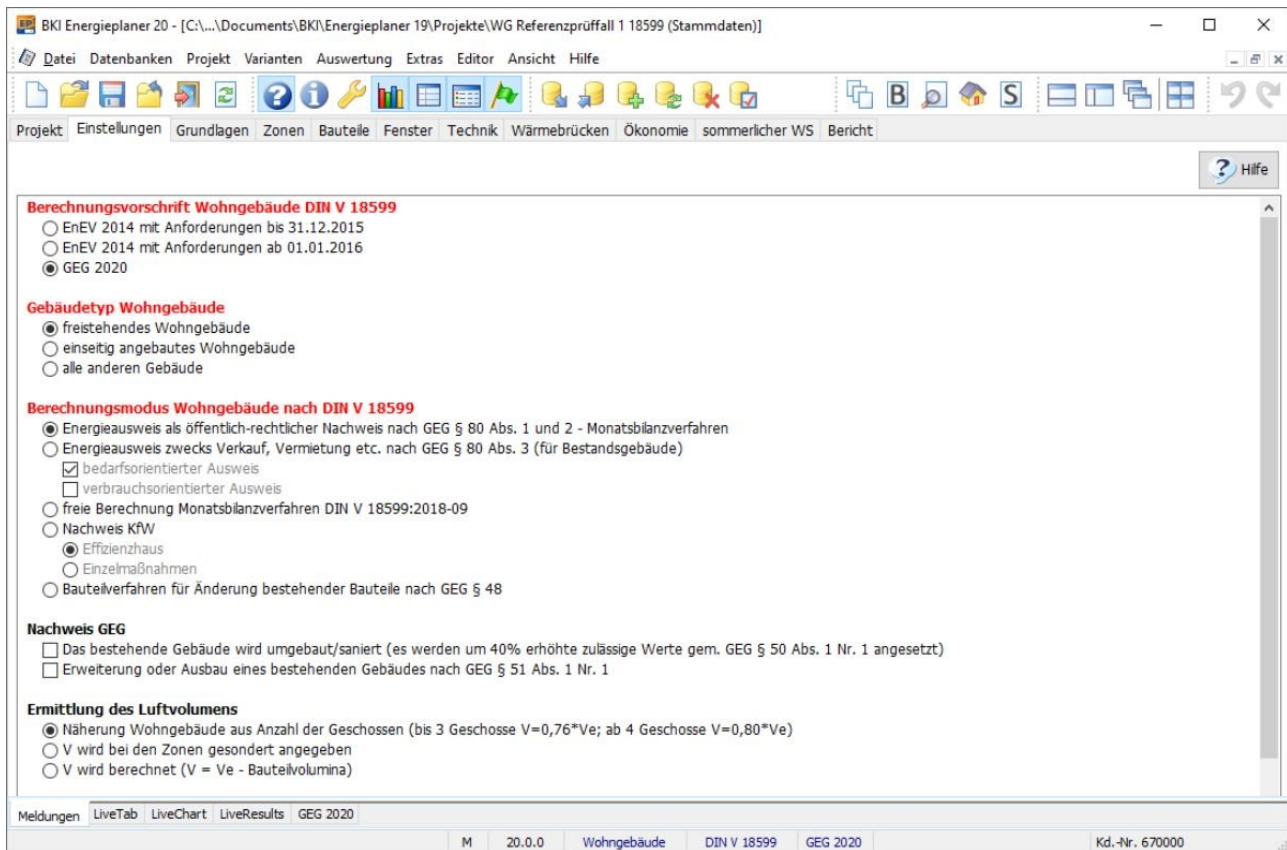 BKI Energieplaner 20 - [C:\...\Documents\BKI\Energieplaner 19\Projekte\WG Referenzprüffall 1 18599 (Stammdaten)]
Datei Datenbanken Projekt Varianten Auswertung Extras Editor Ansicht Hilfe
B S
Projekt Einstellungen Grundlagen Zonen Bauteile Fenster Technik Wärmebrücken Ökonomie sommerlicher WS Bericht
Hilfe
Berechnungsvorschrift Wohngebäude DIN V 18599
EnEV 2014 mit Anforderungen bis 31.12.2015
EnEV 2014 mit Anforderungen ab 01.01.2016
GEG 2020
Gebäudetyp Wohngebäude
freistehendes Wohngebäude
einseitig angebautes Wohngebäude
alle anderen Gebäude
Berechnungsmodus Wohngebäude nach DIN V 18599
Energieausweis als öffentlich-rechtlicher Nachweis nach GEG § 80 Abs. 1 und 2 - Monatsbilanzverfahren
Energieausweis zwecks Verkauf, Vermietung etc. nach GEG § 80 Abs. 3 (für Bestandsgebäude)
bedarfsorientierter Ausweis
verbrauchsorientierter Ausweis
freie Berechnung Monatsbilanzverfahren DIN V 18599:2018-09
Nachweis KfW
Effizienzhaus
Einzelmaßnahmen
Bauteilverfahren für Änderung bestehender Bauteile nach GEG § 48
Nachweis GEG
Das bestehende Gebäude wird umgebaut/saniert (es werden um 40% erhöhte zulässige Werte gem. GEG § 50 Abs. 1 Nr. 1 angesetzt)
Erweiterung oder Ausbau eines bestehenden Gebäudes nach GEG § 51 Abs. 1 Nr. 1
Ermittlung des Luftvolumens
Näherung Wohngebäude aus Anzahl der Geschossen (bis 3 Geschosse V=0,76*Ve; ab 4 Geschosse V=0,80*Ve)
V wird bei den Zonen gesondert angegeben
V wird berechnet (V = Ve - Bauteilvolumina)
Meldungen LiveTab LiveChart LiveResults GEG 2020
M 20.0.0 Wohngebäude DIN V 18599 GEG 2020 Kd.-Nr. 670000